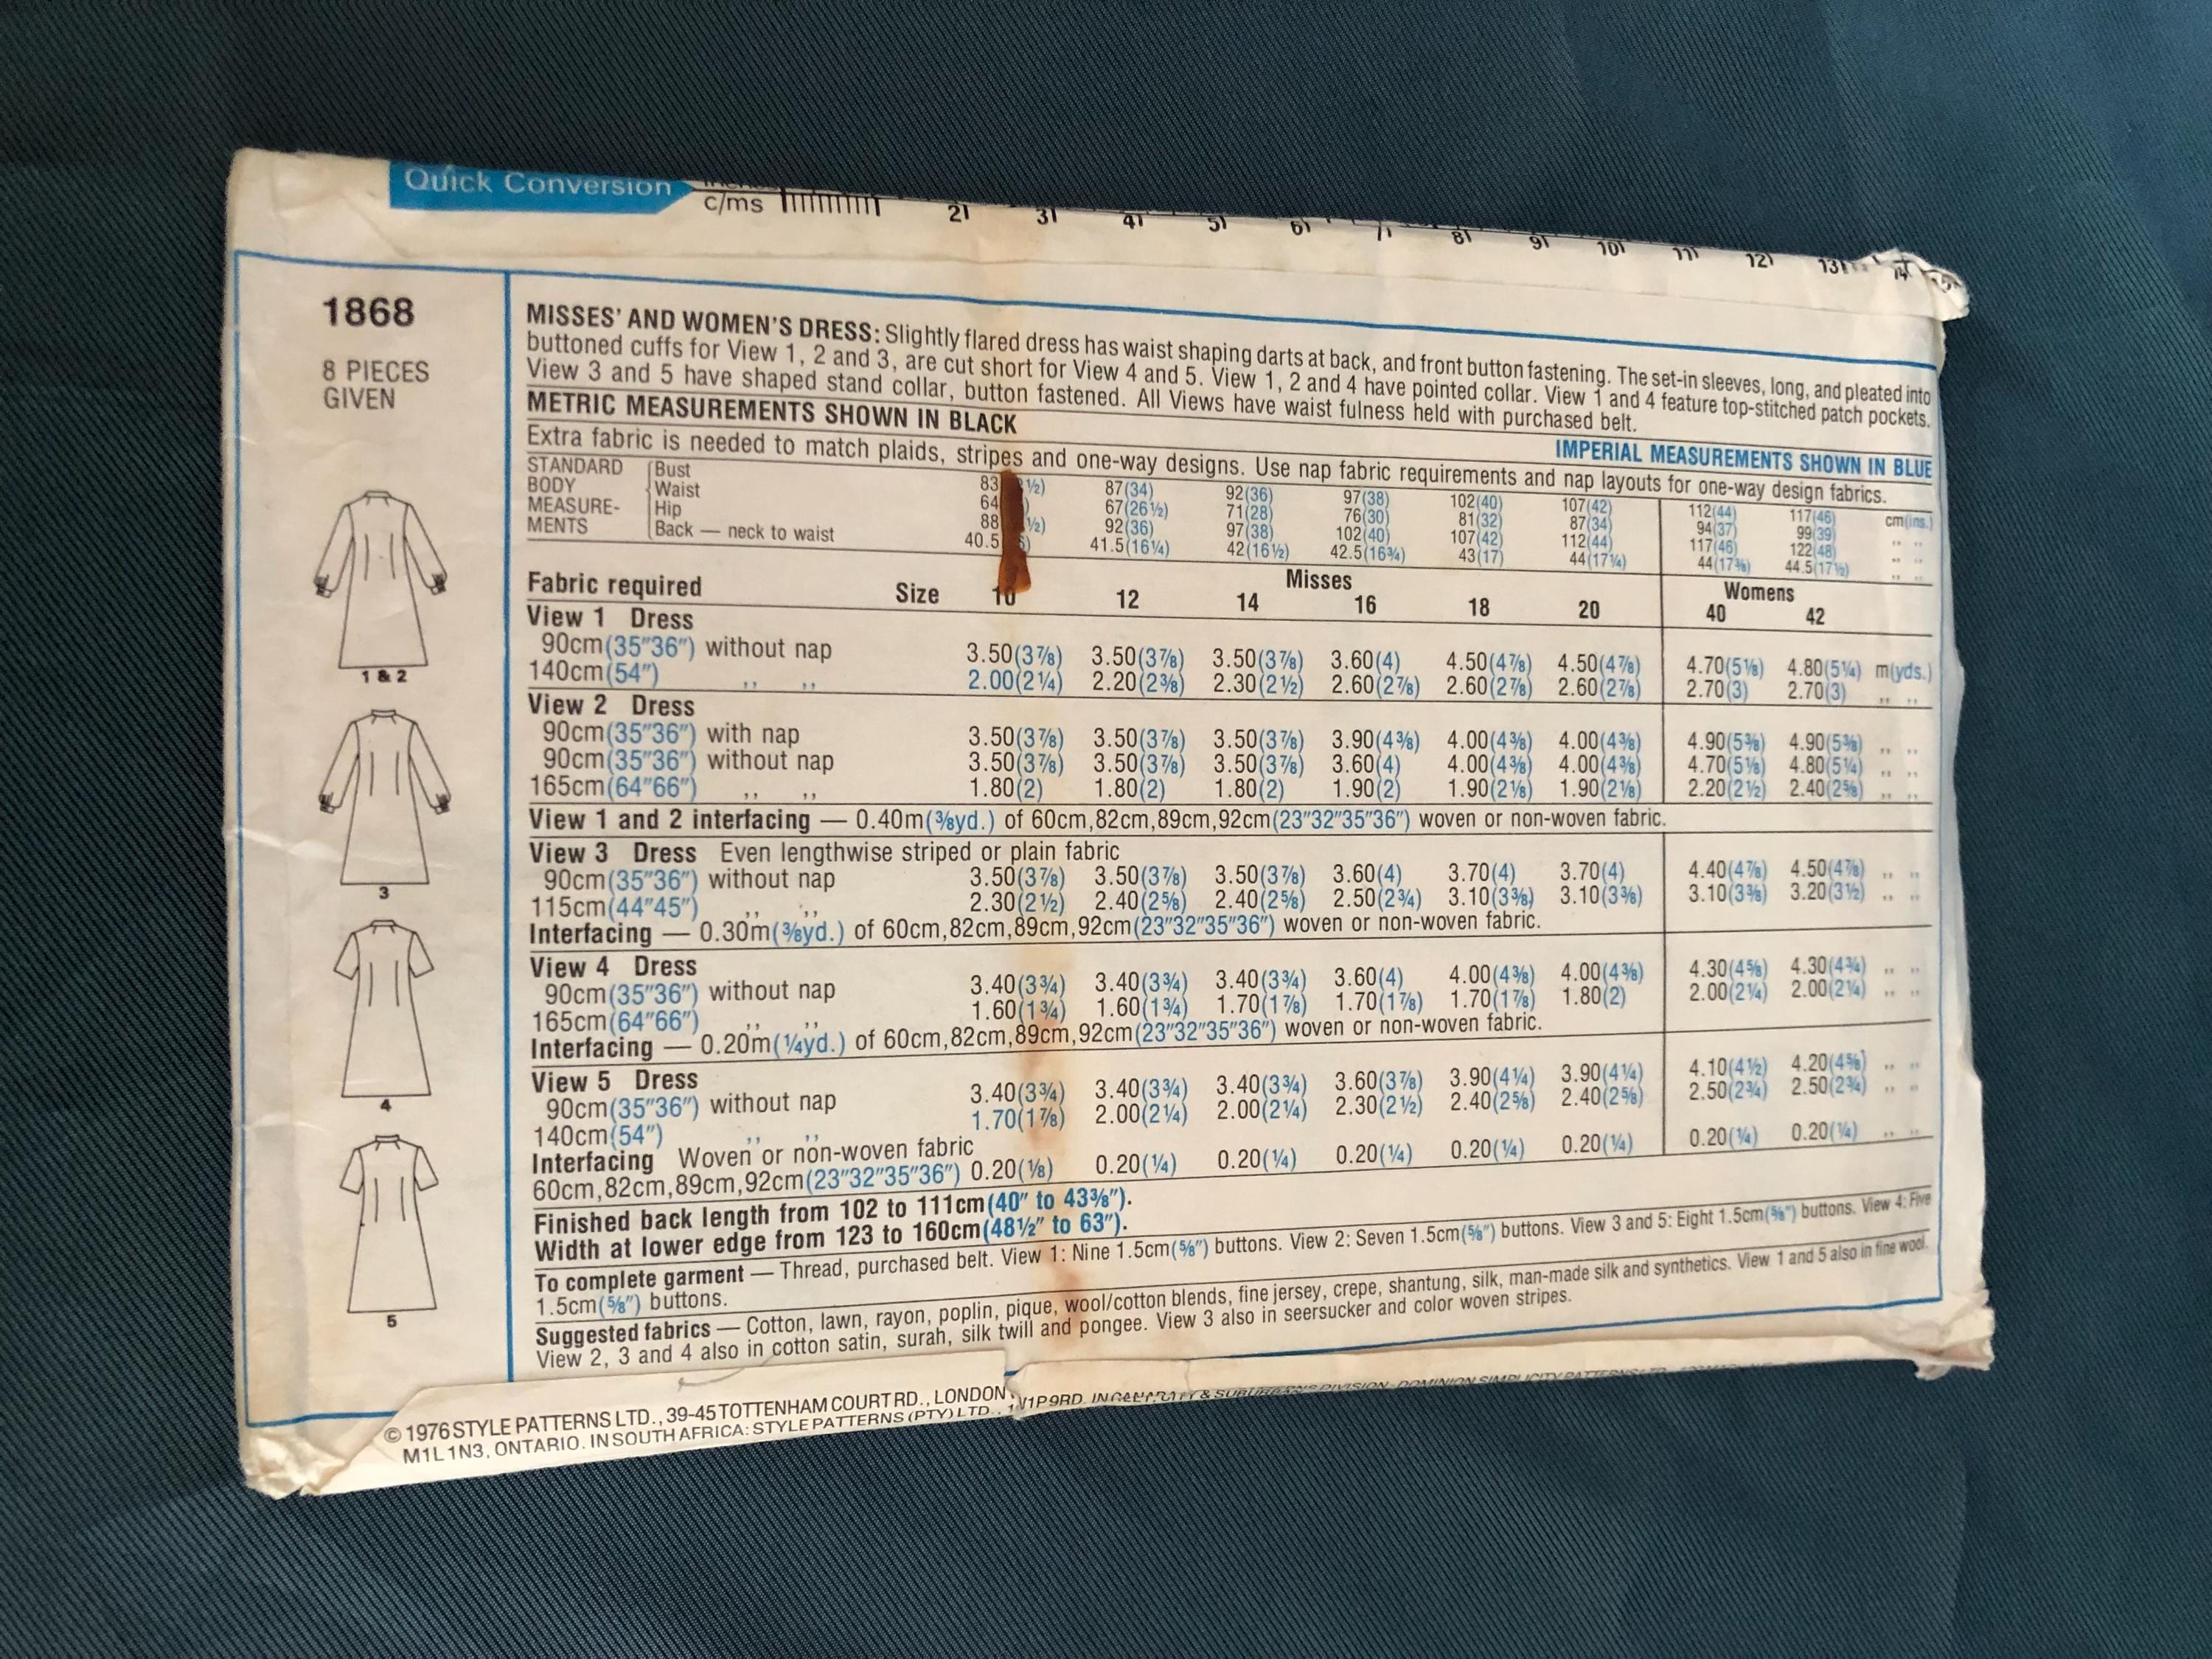 Quick Conversion
c/ms 2 3 4 5 6 7 8 9 10 11 12 13 14
1868
8 PIECES
GIVEN
1 & 2
3
4
5
MISSES' AND WOMEN'S DRESS: Slightly flared dress has waist shaping darts at back, and front button fastening. The set-in sleeves, long, and pleated into
buttoned cuffs for View 1, 2 and 3, are cut short for View 4 and 5. View 1, 2 and 4 have pointed collar. View 1 and 4 feature top-stitched patch pockets.
View 3 and 5 have shaped stand collar, button fastened. All Views have waist fulness held with purchased belt.
METRIC MEASUREMENTS SHOWN IN BLACK
IMPERIAL MEASUREMENTS SHOWN IN BLUE
Extra fabric is needed to match plaids, stripes and one-way designs. Use nap fabric requirements and nap layouts for one-way design fabrics.
STANDARD BODY MEASURE-MENTS
Bust 83 ½) 87(34) 92(36) 97(38) 102(40) 107(42) 112(44) 117(46) cm(ins.)
Waist 64 ) 67(26½) 71(28) 76(30) 81(32) 87(34) 94(37) 99(39) ,, ,,
Hip 88 ½) 92(36) 97(38) 102(40) 107(42) 112(44) 117(46) 122(48) ,, ,,
Back — neck to waist 40.5 ) 41.5(16¼) 42(16½) 42.5(16¾) 43(17) 44(17¼) 44(17⅜) 44.5(17½) ,, ,,
Misses Womens
Fabric required Size 10 12 14 16 18 20 40 42
View 1 Dress
90cm(35″36″) without nap 3.50(3⅞) 3.50(3⅞) 3.50(3⅞) 3.60(4) 4.50(4⅞) 4.50(4⅞) 4.70(5⅛) 4.80(5¼) m(yds.)
140cm(54″) ,, ,, 2.00(2¼) 2.20(2⅜) 2.30(2½) 2.60(2⅞) 2.60(2⅞) 2.60(2⅞) 2.70(3) 2.70(3) ,, ,,
View 2 Dress
90cm(35″36″) with nap 3.50(3⅞) 3.50(3⅞) 3.50(3⅞) 3.90(4⅜) 4.00(4⅜) 4.00(4⅜) 4.90(5⅜) 4.90(5⅜) ,, ,,
90cm(35″36″) without nap 3.50(3⅞) 3.50(3⅞) 3.50(3⅞) 3.60(4) 4.00(4⅜) 4.00(4⅜) 4.70(5⅛) 4.80(5¼) ,, ,,
165cm(64″66″) ,, ,, 1.80(2) 1.80(2) 1.80(2) 1.90(2) 1.90(2⅛) 1.90(2⅛) 2.20(2½) 2.40(2⅝) ,, ,,
View 1 and 2 interfacing — 0.40m(⅜yd.) of 60cm,82cm,89cm,92cm(23″32″35″36″) woven or non-woven fabric.
View 3 Dress Even lengthwise striped or plain fabric
90cm(35″36″) without nap 3.50(3⅞) 3.50(3⅞) 3.50(3⅞) 3.60(4) 3.70(4) 3.70(4) 4.40(4⅞) 4.50(4⅞) ,, ,,
115cm(44″45″) ,, ,, 2.30(2½) 2.40(2⅝) 2.40(2⅝) 2.50(2¾) 3.10(3⅜) 3.10(3⅜) 3.10(3⅜) 3.20(3½) ,, ,,
Interfacing — 0.30m(⅜yd.) of 60cm,82cm,89cm,92cm(23″32″35″36″) woven or non-woven fabric.
View 4 Dress
90cm(35″36″) without nap 3.40(3¾) 3.40(3¾) 3.40(3¾) 3.60(4) 4.00(4⅜) 4.00(4⅜) 4.30(4⅝) 4.30(4¾) ,, ,,
165cm(64″66″) ,, ,, 1.60(1¾) 1.60(1¾) 1.70(1⅞) 1.70(1⅞) 1.70(1⅞) 1.80(2) 2.00(2¼) 2.00(2¼) ,, ,,
Interfacing — 0.20m(¼yd.) of 60cm,82cm,89cm,92cm(23″32″35″36″) woven or non-woven fabric.
View 5 Dress
90cm(35″36″) without nap 3.40(3¾) 3.40(3¾) 3.40(3¾) 3.60(3⅞) 3.90(4¼) 3.90(4¼) 4.10(4½) 4.20(4⅝) ,, ,,
140cm(54″) ,, ,, 1.70(1⅞) 2.00(2¼) 2.00(2¼) 2.30(2½) 2.40(2⅝) 2.40(2⅝) 2.50(2¾) 2.50(2¾) ,, ,,
Interfacing Woven or non-woven fabric
60cm,82cm,89cm,92cm(23″32″35″36″) 0.20(⅛) 0.20(¼) 0.20(¼) 0.20(¼) 0.20(¼) 0.20(¼) 0.20(¼) 0.20(¼) ,, ,,
Finished back length from 102 to 111cm(40″ to 43⅜″).
Width at lower edge from 123 to 160cm(48½″ to 63″).
To complete garment — Thread, purchased belt. View 1: Nine 1.5cm(⅝″) buttons. View 2: Seven 1.5cm(⅝″) buttons. View 3 and 5: Eight 1.5cm(⅝″) buttons. View 4: Five
1.5cm(⅝″) buttons.
Suggested fabrics — Cotton, lawn, rayon, poplin, pique, wool/cotton blends, fine jersey, crepe, shantung, silk, man-made silk and synthetics. View 1 and 5 also in fine wool.
View 2, 3 and 4 also in cotton satin, surah, silk twill and pongee. View 3 also in seersucker and color woven stripes.
© 1976 STYLE PATTERNS LTD., 39-45 TOTTENHAM COURT RD., LONDON W1P 9RD. IN CANADA DOMINION SIMPLICITY PATTERNS LTD.
M1L 1N3, ONTARIO. IN SOUTH AFRICA: STYLE PATTERNS (PTY) LTD.